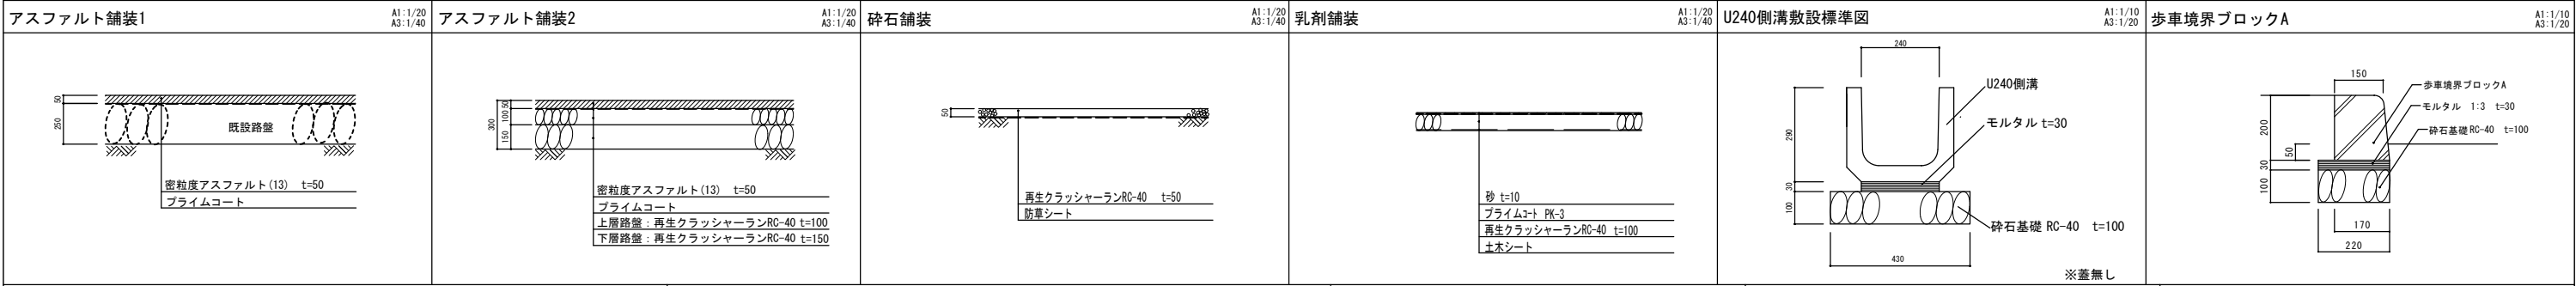 アスファルト舗装1
A1:1/20
A3:1/40
50
250
既設路盤
密粒度アスファルト(13) t=50
プライムコート
アスファルト舗装2
A1:1/20
A3:1/40
300
50
100
150
密粒度アスファルト(13) t=50
プライムコート
上層路盤：再生クラッシャーランRC-40 t=100
下層路盤：再生クラッシャーランRC-40 t=150
砕石舗装
A1:1/20
A3:1/40
50
再生クラッシャーランRC-40 t=50
防草シート
乳剤舗装
A1:1/20
A3:1/40
砂 t=10
プライムコート PK-3
再生クラッシャーランRC-40 t=100
土木シート
U240側溝敷設標準図
A1:1/10
A3:1/20
240
U240側溝
290
モルタル t=30
30
100
砕石基礎 RC-40 t=100
430
※蓋無し
歩車境界ブロックA
A1:1/10
A3:1/20
150
歩車境界ブロックA
モルタル 1:3 t=30
砕石基礎RC-40 t=100
200
50
30
100
170
220